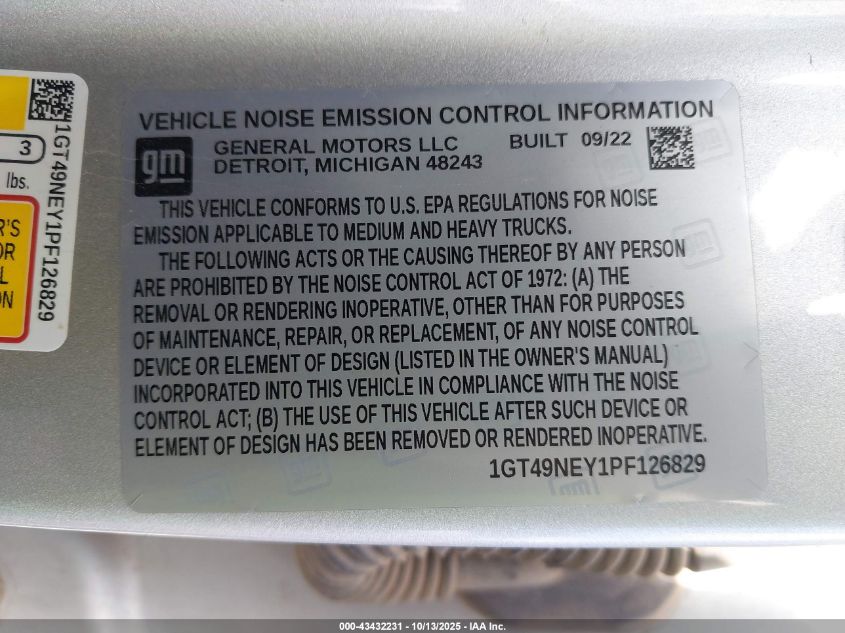 VEHICLE NOISE EMISSION CONTROL INFORMATION
gm
GENERAL MOTORS LLC
DETROIT, MICHIGAN 48243
BUILT 09/22
THIS VEHICLE CONFORMS TO U.S. EPA REGULATIONS FOR NOISE
EMISSION APPLICABLE TO MEDIUM AND HEAVY TRUCKS.
THE FOLLOWING ACTS OR THE CAUSING THEREOF BY ANY PERSON
ARE PROHIBITED BY THE NOISE CONTROL ACT OF 1972: (A) THE
REMOVAL OR RENDERING INOPERATIVE, OTHER THAN FOR PURPOSES
OF MAINTENANCE, REPAIR, OR REPLACEMENT, OF ANY NOISE CONTROL
DEVICE OR ELEMENT OF DESIGN (LISTED IN THE OWNER'S MANUAL)
INCORPORATED INTO THIS VEHICLE IN COMPLIANCE WITH THE NOISE
CONTROL ACT; (B) THE USE OF THIS VEHICLE AFTER SUCH DEVICE OR
ELEMENT OF DESIGN HAS BEEN REMOVED OR RENDERED INOPERATIVE.
1GT49NEY1PF126829
3
lbs.
1GT49NEY1PF126829
000-43432231 - 10/13/2025 - IAA Inc.